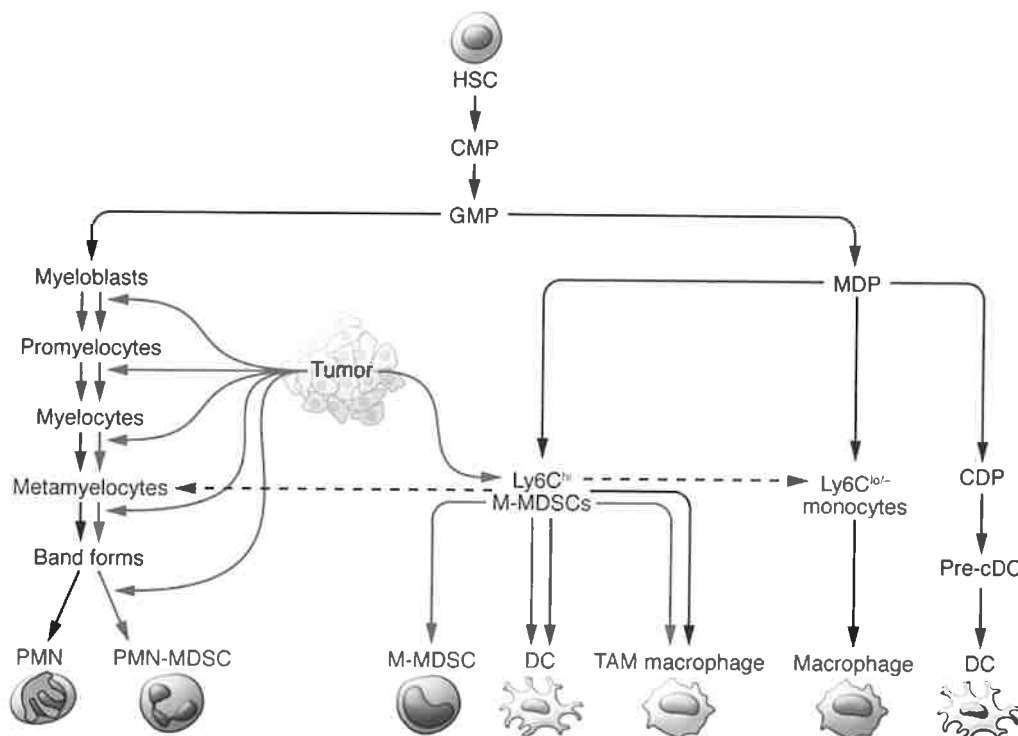 HSC
CMP
GMP
Myeloblasts
MDP
Promyelocytes
Tumor
Myelocytes
Metamyelocytes
Ly6Chi
M-MDSCs
Ly6Clo/–
monocytes
CDP
Band forms
Pre-cDC
PMN
PMN-MDSC
M-MDSC
DC
TAM macrophage
Macrophage
DC